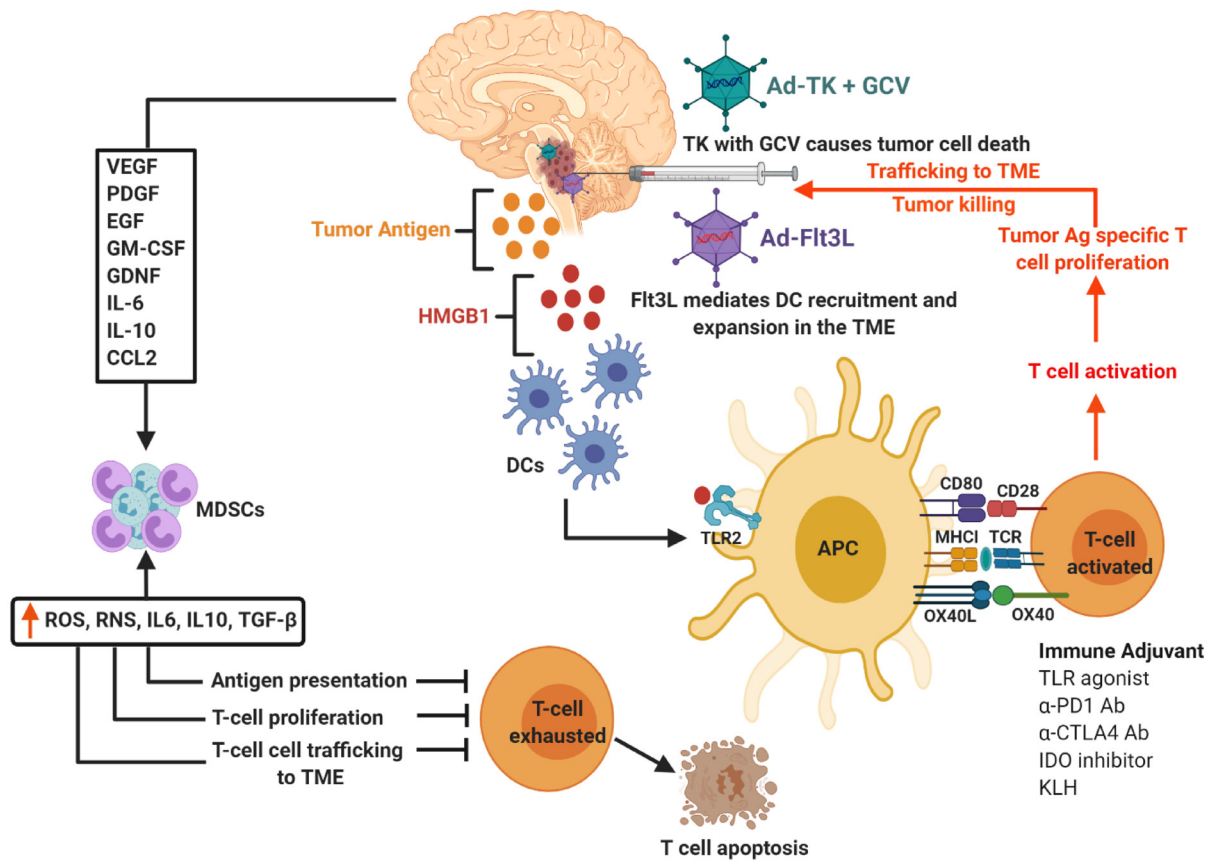 Ad-TK + GCV
TK with GCV causes tumor cell death
Trafficking to TME
Tumor killing
Tumor Ag specific T
cell proliferation
VEGF
PDGF
EGF
GM-CSF
GDNF
IL-6
IL-10
CCL2
Tumor Antigen
Ad-Flt3L
Flt3L mediates DC recruitment and
expansion in the TME
HMGB1
T cell activation
DCs
MDSCs
TLR2
APC
CD80
CD28
MHCI
TCR
T-cell
activated
OX40L
OX40
ROS, RNS, IL6, IL10, TGF-β
Antigen presentation
T-cell proliferation
T-cell cell trafficking
to TME
T-cell
exhausted
T cell apoptosis
Immune Adjuvant
TLR agonist
α-PD1 Ab
α-CTLA4 Ab
IDO inhibitor
KLH